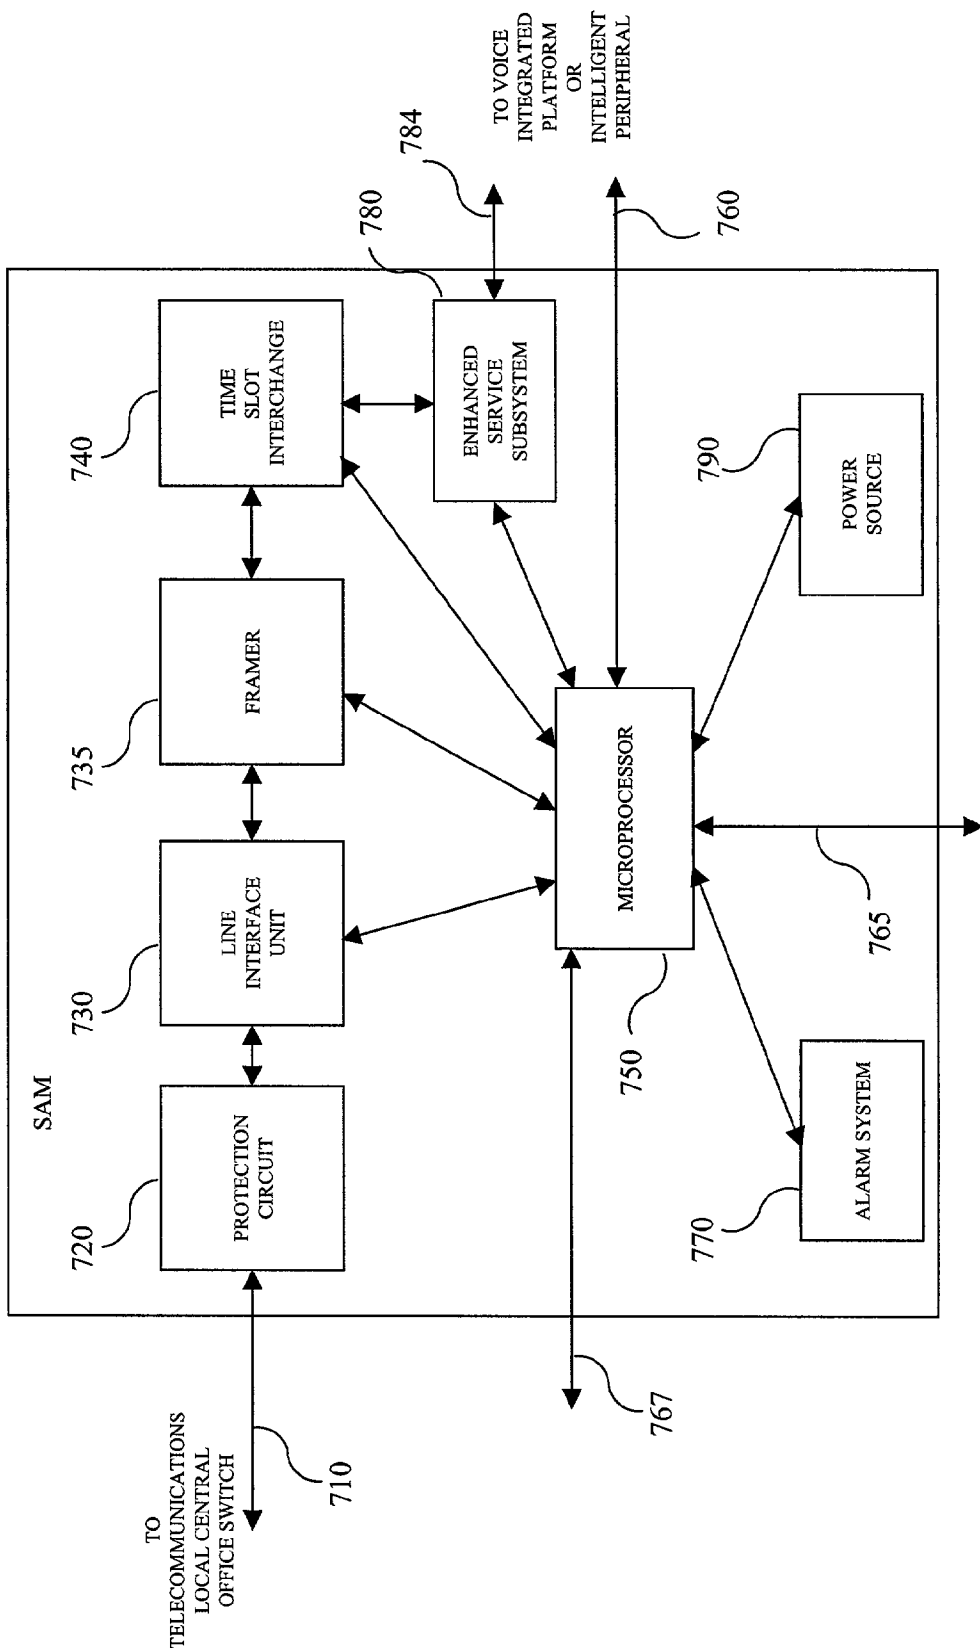 SAM
TO
TELECOMMUNICATIONS
LOCAL CENTRAL
OFFICE SWITCH
710
720
PROTECTION
CIRCUIT
730
LINE
INTERFACE
UNIT
735
FRAMER
740
TIME
SLOT
INTERCHANGE
780
ENHANCED
SERVICE
SUBSYSTEM
784
TO VOICE
INTEGRATED
PLATFORM
OR
INTELLIGENT
PERIPHERAL
760
767
750
MICROPROCESSOR
765
770
ALARM SYSTEM
790
POWER
SOURCE